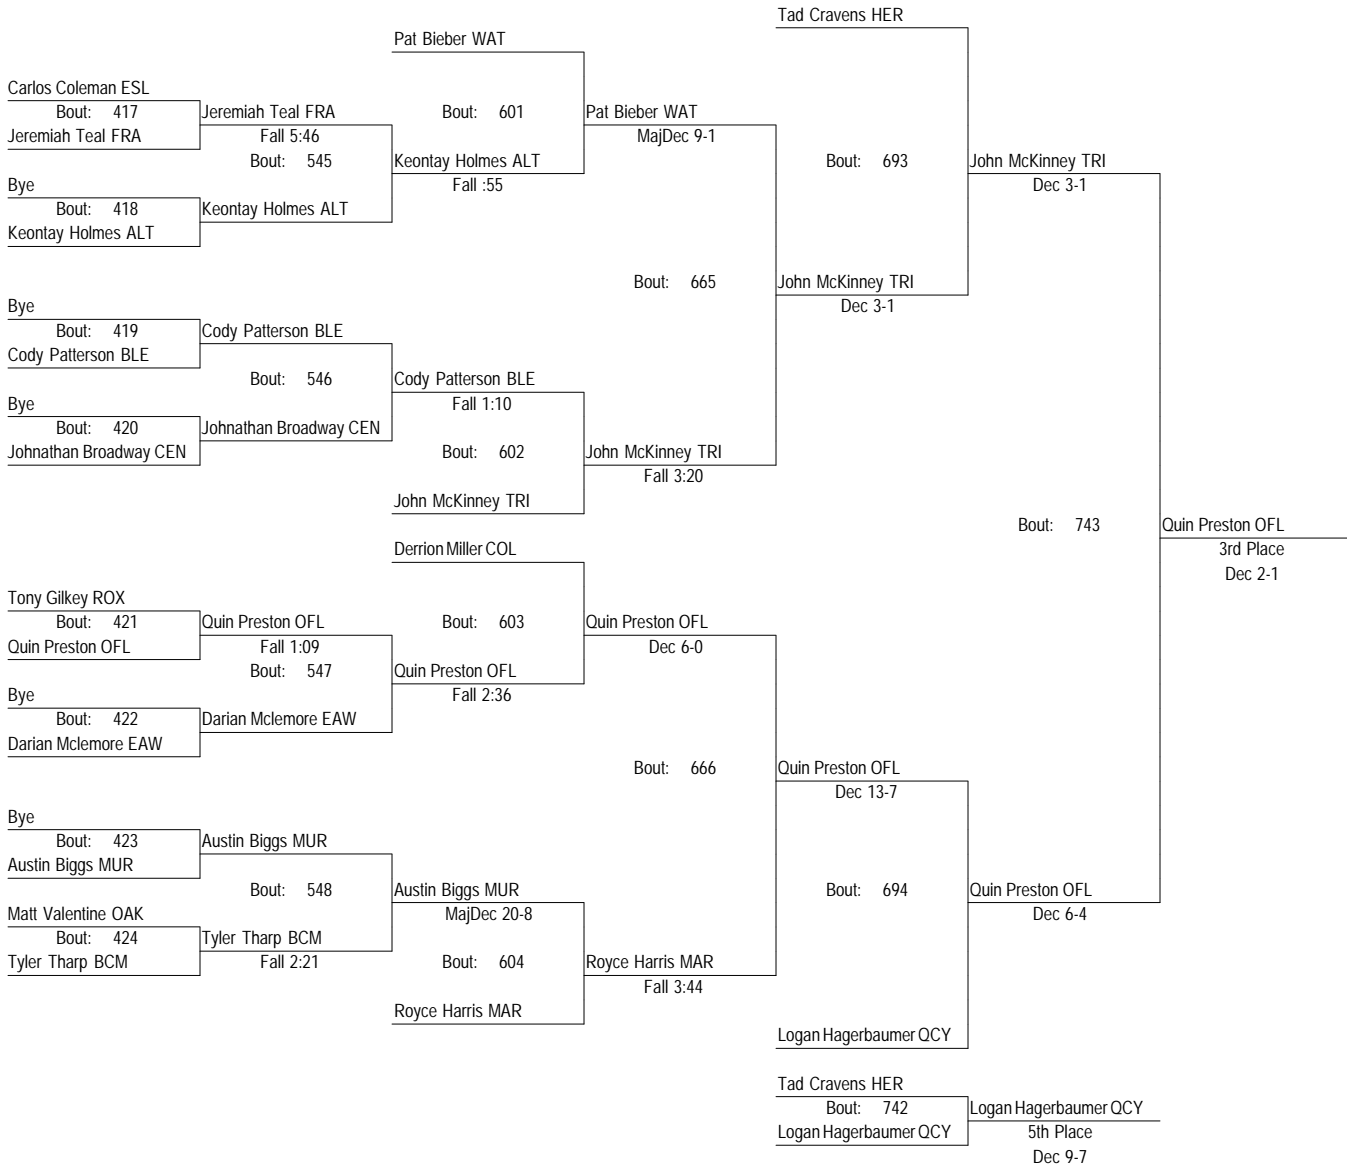 Tad Cravens HER
Pat Bieber WAT
Carlos Coleman ESL
Bout: 417
Jeremiah Teal FRA
Bout: 601
Pat Bieber WAT
Jeremiah Teal FRA
Fall 5:46
MajDec 9-1
Bout: 545
Keontay Holmes ALT
Bout: 693
John McKinney TRI
Bye
Fall :55
Dec 3-1
Bout: 418
Keontay Holmes ALT
Keontay Holmes ALT
Bout: 665
John McKinney TRI
Bye
Dec 3-1
Bout: 419
Cody Patterson BLE
Cody Patterson BLE
Bout: 546
Cody Patterson BLE
Bye
Fall 1:10
Bout: 420
Johnathan Broadway CEN
Johnathan Broadway CEN
Bout: 602
John McKinney TRI
Fall 3:20
John McKinney TRI
Bout: 743
Quin Preston OFL
Derrion Miller COL
3rd Place
Dec 2-1
Tony Gilkey ROX
Bout: 421
Quin Preston OFL
Bout: 603
Quin Preston OFL
Quin Preston OFL
Fall 1:09
Dec 6-0
Bout: 547
Quin Preston OFL
Bye
Fall 2:36
Bout: 422
Darian Mclemore EAW
Darian Mclemore EAW
Bout: 666
Quin Preston OFL
Dec 13-7
Bye
Bout: 423
Austin Biggs MUR
Austin Biggs MUR
Bout: 548
Austin Biggs MUR
Bout: 694
Quin Preston OFL
Matt Valentine OAK
MajDec 20-8
Dec 6-4
Bout: 424
Tyler Tharp BCM
Tyler Tharp BCM
Fall 2:21
Bout: 604
Royce Harris MAR
Fall 3:44
Royce Harris MAR
Logan Hagerbaumer QCY
Tad Cravens HER
Bout: 742
Logan Hagerbaumer QCY
Logan Hagerbaumer QCY
5th Place
Dec 9-7